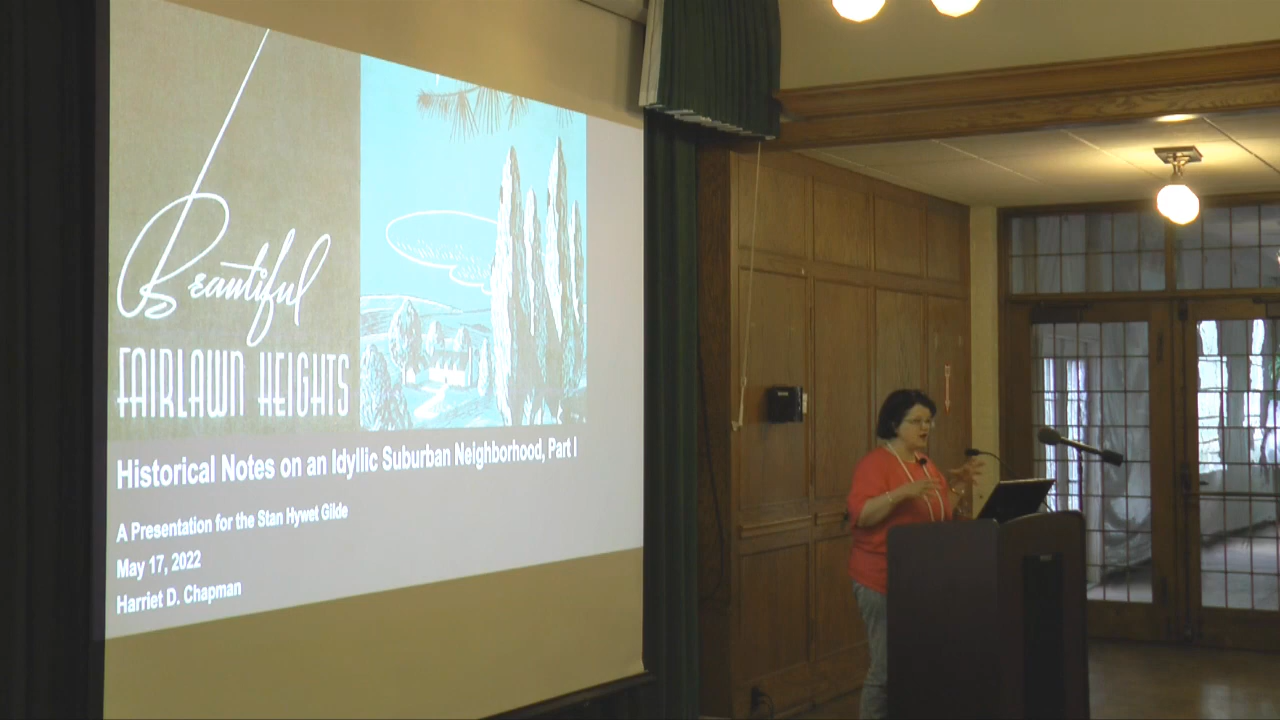 Beautiful
FAIRLAWN HEIGHTS
Historical Notes on an Idyllic Suburban Neighborhood, Part I
A Presentation for the Stan Hywet Gilde
May 17, 2022
Harriet D. Chapman